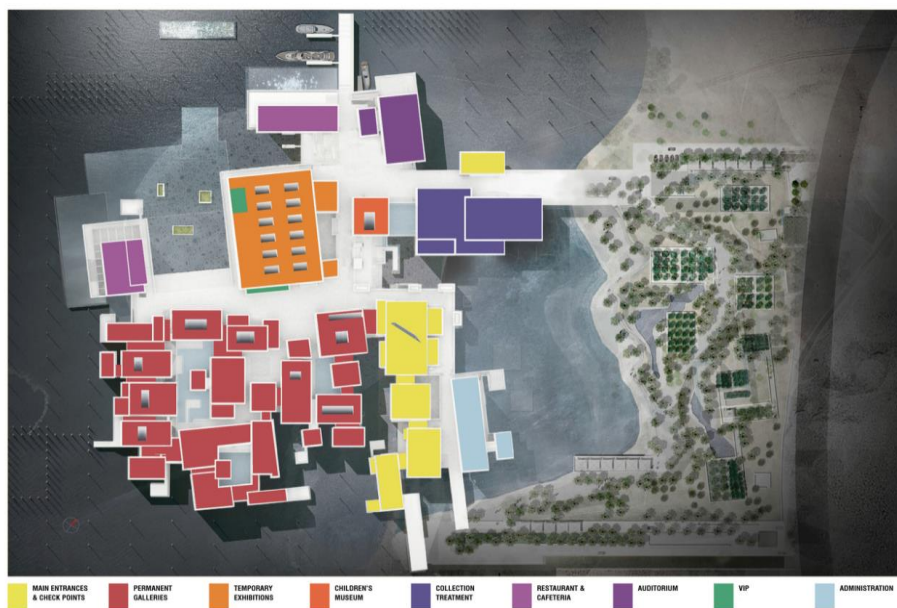 MAIN ENTRANCES
& CHECK POINTS
PERMANENT
GALLERIES
TEMPORARY
EXHIBITIONS
CHILDREN'S
MUSEUM
COLLECTION
TREATMENT
RESTAURANT &
CAFETERIA
AUDITORIUM
VIP
ADMINISTRATION